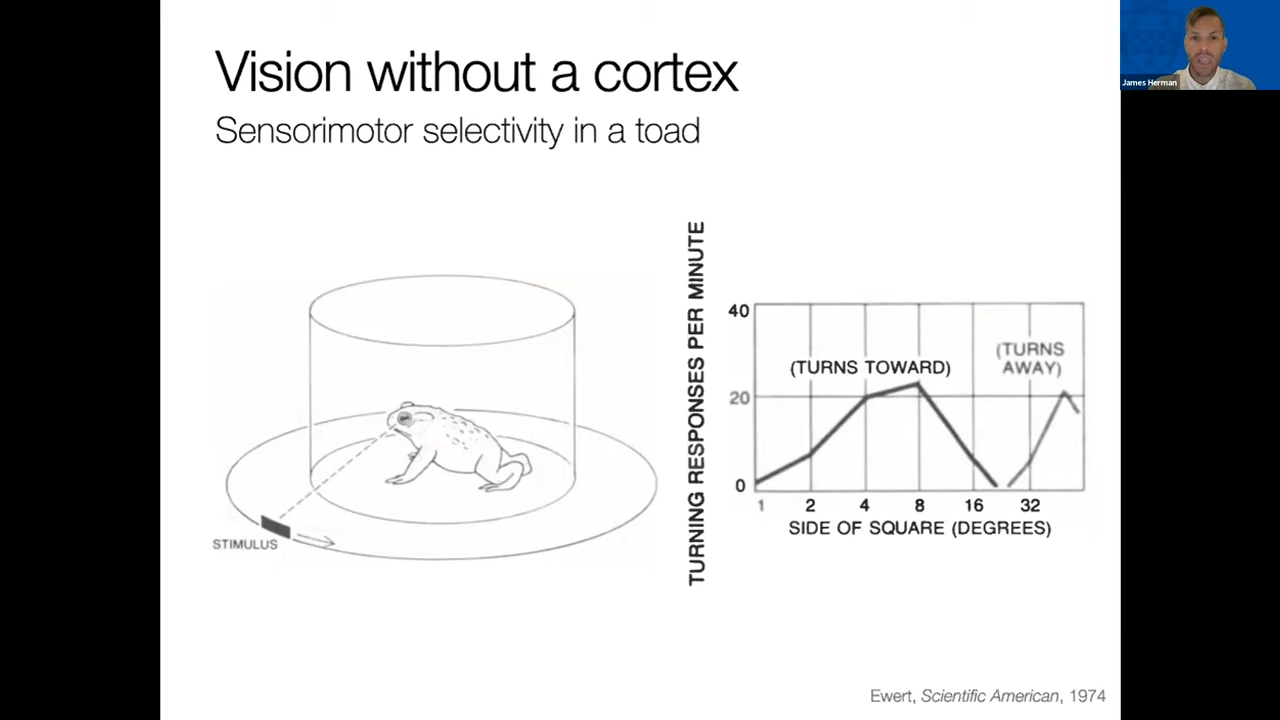 Vision without a cortex
Sensorimotor selectivity in a toad
James Herman
STIMULUS
TURNING RESPONSES PER MINUTE
40
20
0
(TURNS TOWARD)
(TURNS
AWAY)
1 2 4 8 16 32
SIDE OF SQUARE (DEGREES)
Ewert, Scientific American, 1974